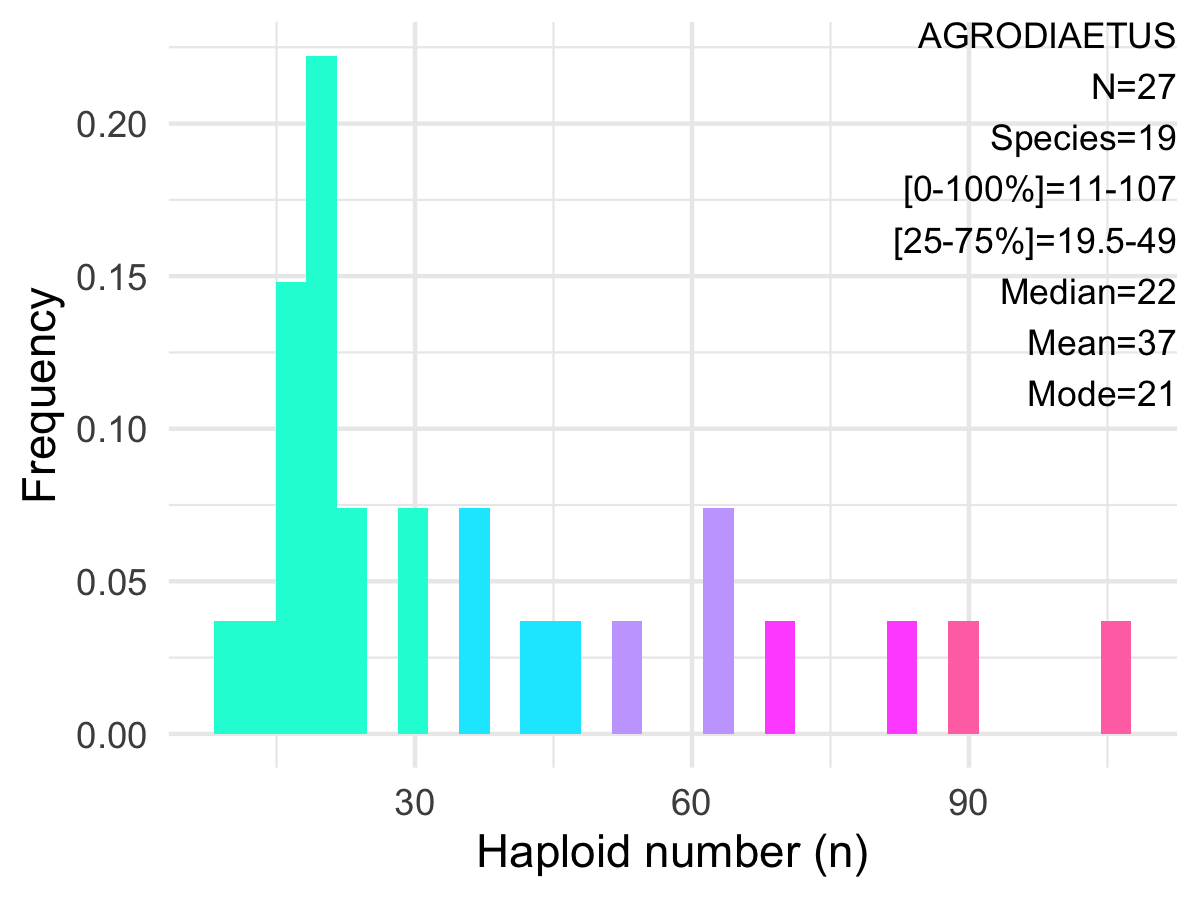 AGRODIAETUS
N=27
Species=19
[0-100%]=11-107
[25-75%]=19.5-49
Median=22
Mean=37
Mode=21
Frequency
0.20
0.15
0.10
0.05
0.00
30 60 90
Haploid number (n)